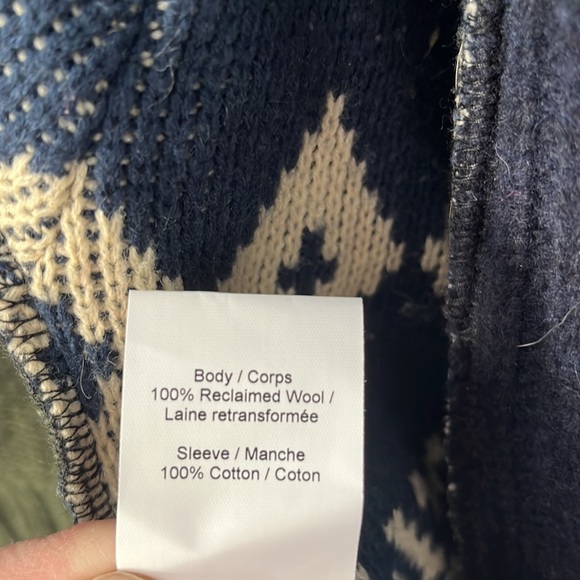 Body / Corps
100% Reclaimed Wool /
Laine retransformée
Sleeve / Manche
100% Cotton / Coton